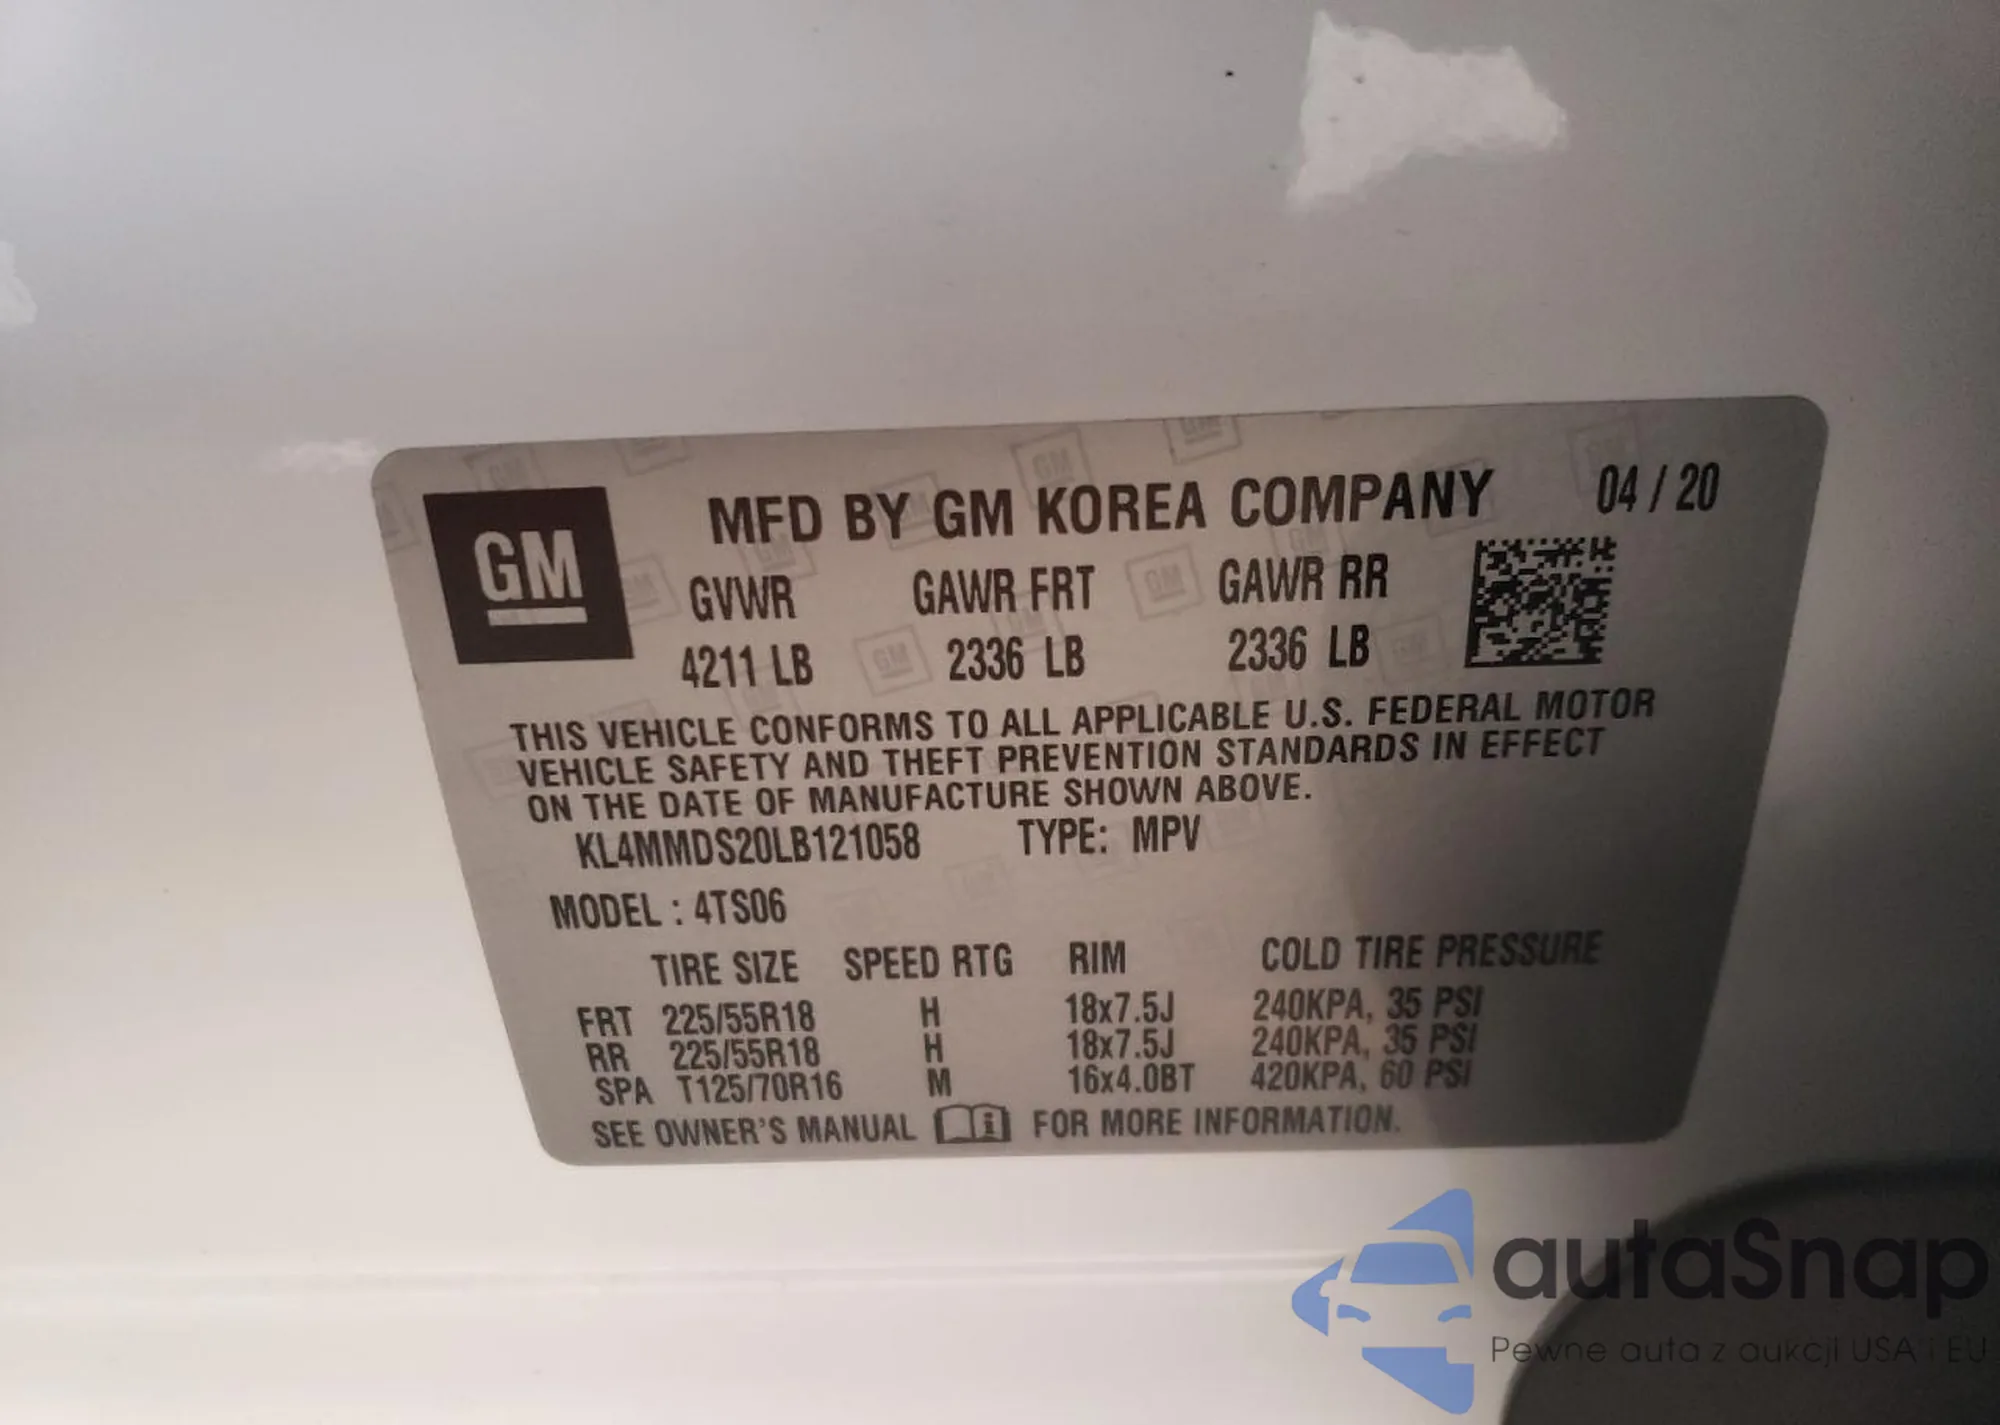 GM
MFD BY GM KOREA COMPANY 04 / 20
GVWR GAWR FRT GAWR RR
4211 LB 2336 LB 2336 LB
THIS VEHICLE CONFORMS TO ALL APPLICABLE U.S. FEDERAL MOTOR
VEHICLE SAFETY AND THEFT PREVENTION STANDARDS IN EFFECT
ON THE DATE OF MANUFACTURE SHOWN ABOVE.
KL4MMDS20LB121058 TYPE: MPV
MODEL : 4TS06
TIRE SIZE SPEED RTG RIM COLD TIRE PRESSURE
FRT 225/55R18 H 18x7.5J 240KPA, 35 PSI
RR 225/55R18 H 18x7.5J 240KPA, 35 PSI
SPA T125/70R16 M 16x4.0BT 420KPA, 60 PSI
SEE OWNER'S MANUAL FOR MORE INFORMATION.
autaSnap
Pewne auta z aukcji USA i EU